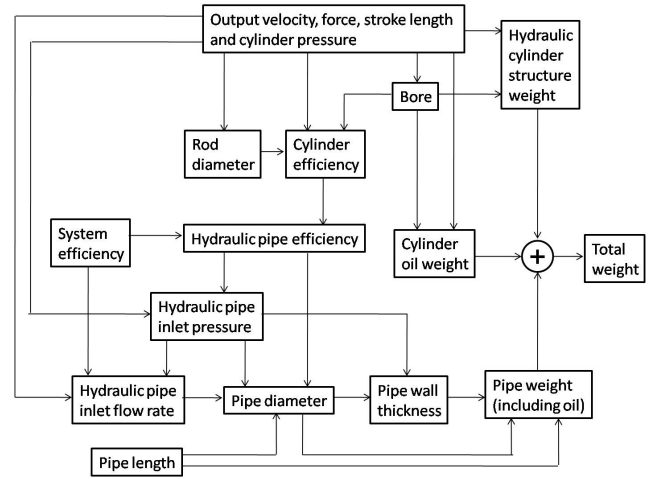 Output velocity, force, stroke length
and cylinder pressure
Hydraulic
cylinder
structure
weight
Bore
Rod
diameter
Cylinder
efficiency
System
efficiency
Hydraulic pipe efficiency
Cylinder
oil weight
+
Total
weight
Hydraulic pipe
inlet pressure
Hydraulic pipe
inlet flow rate
Pipe diameter
Pipe wall
thickness
Pipe weight
(including oil)
Pipe length